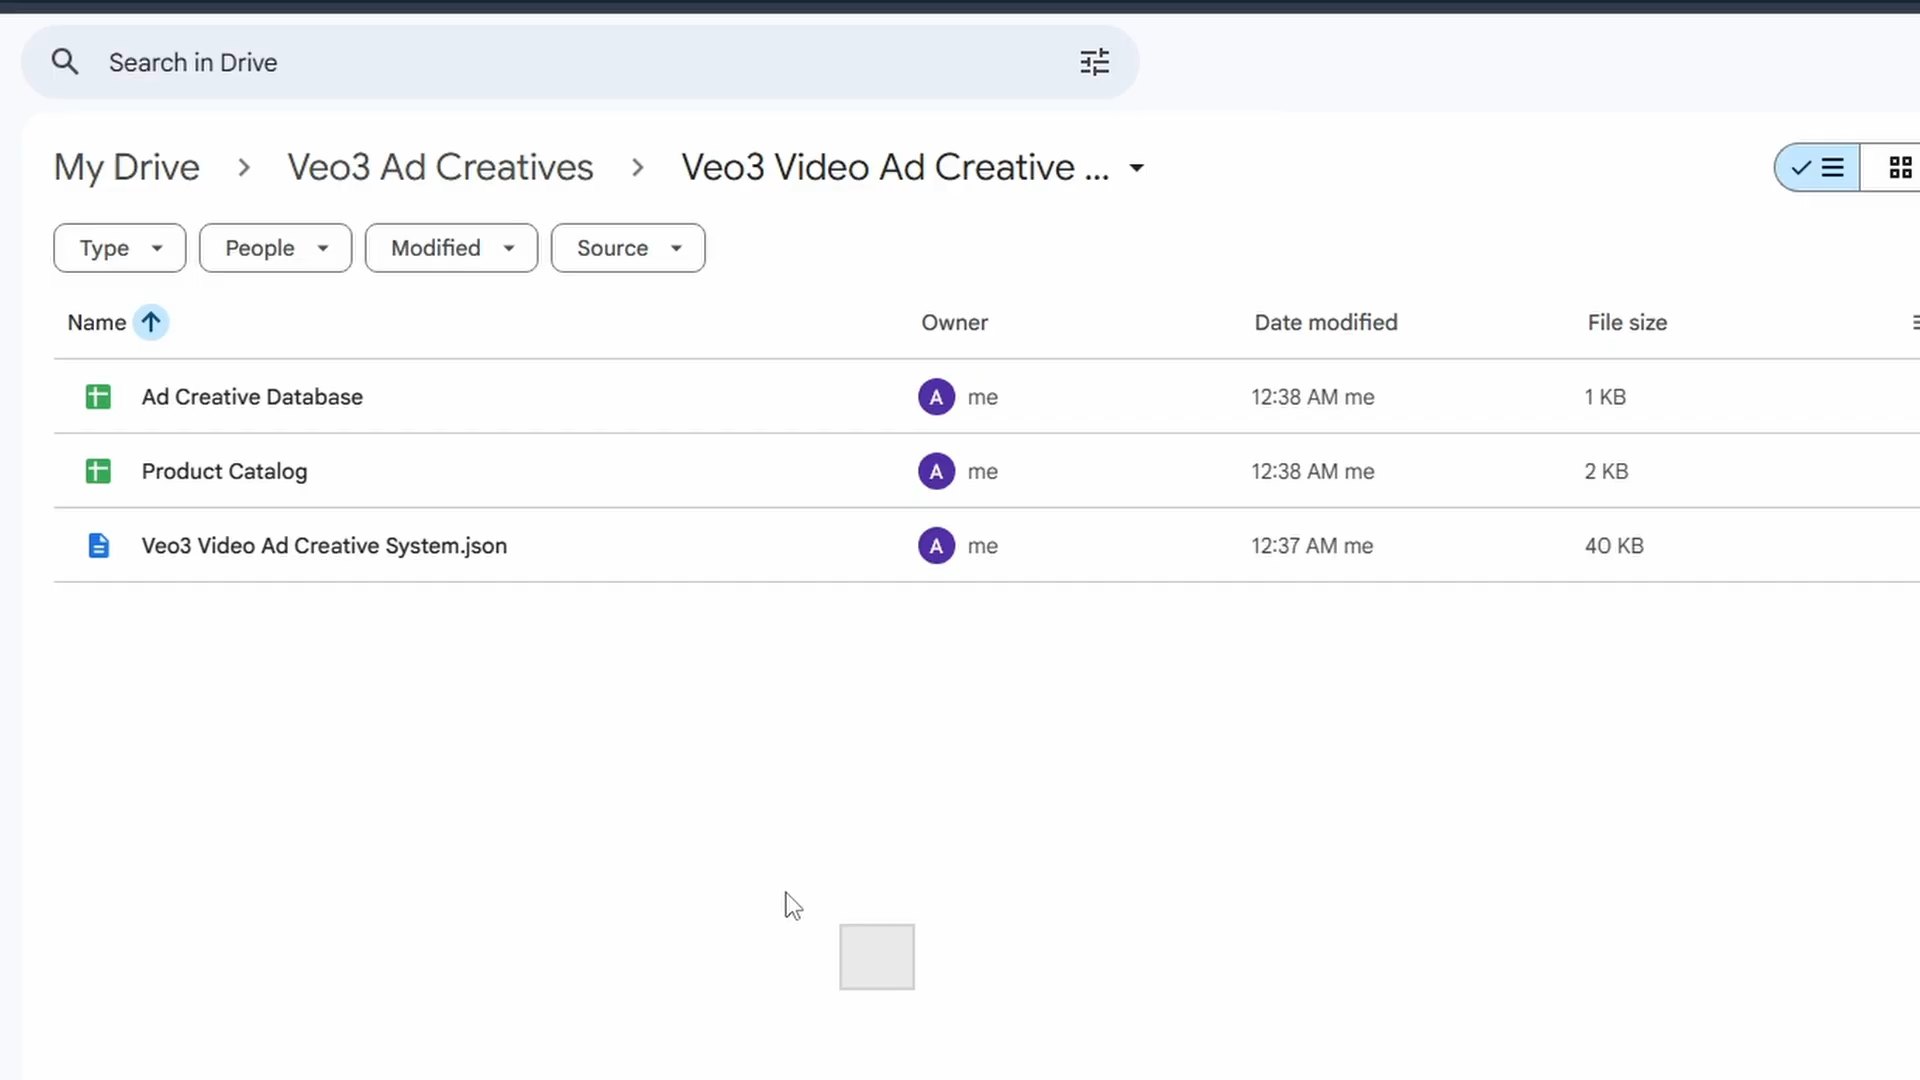 Search in Drive
My Drive > Veo3 Ad Creatives > Veo3 Video Ad Creative ...
Type People Modified Source
Name Owner Date modified File size
Ad Creative Database A me 12:38 AM me 1 KB
Product Catalog A me 12:38 AM me 2 KB
Veo3 Video Ad Creative System.json A me 12:37 AM me 40 KB